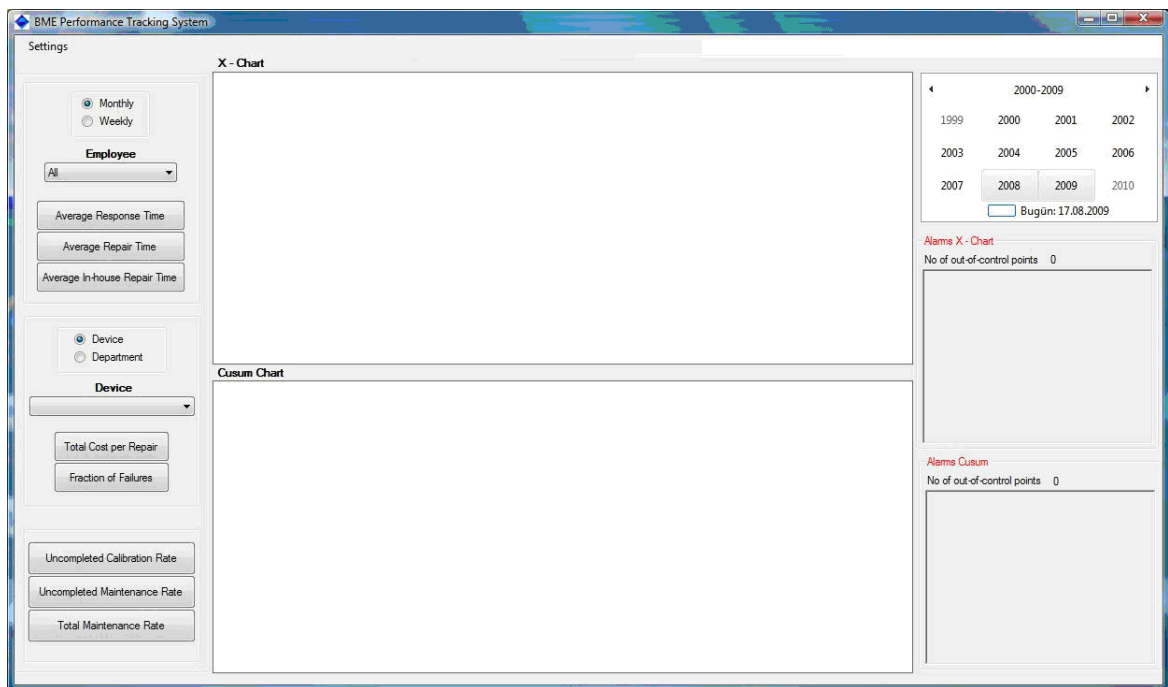 BME Performance Tracking System
Settings
Monthly
Weekly
Employee
All
Average Response Time
Average Repair Time
Average In-house Repair Time
Device
Department
Device
Total Cost per Repair
Fraction of Failures
Uncompleted Calibration Rate
Uncompleted Maintenance Rate
Total Maintenance Rate
X - Chart
Cusum Chart
2000-2009
1999 2000 2001 2002
2003 2004 2005 2006
2007 2008 2009 2010
Bugün: 17.08.2009
Alarms X - Chart
No of out-of-control points 0
Alarms Cusum
No of out-of-control points 0